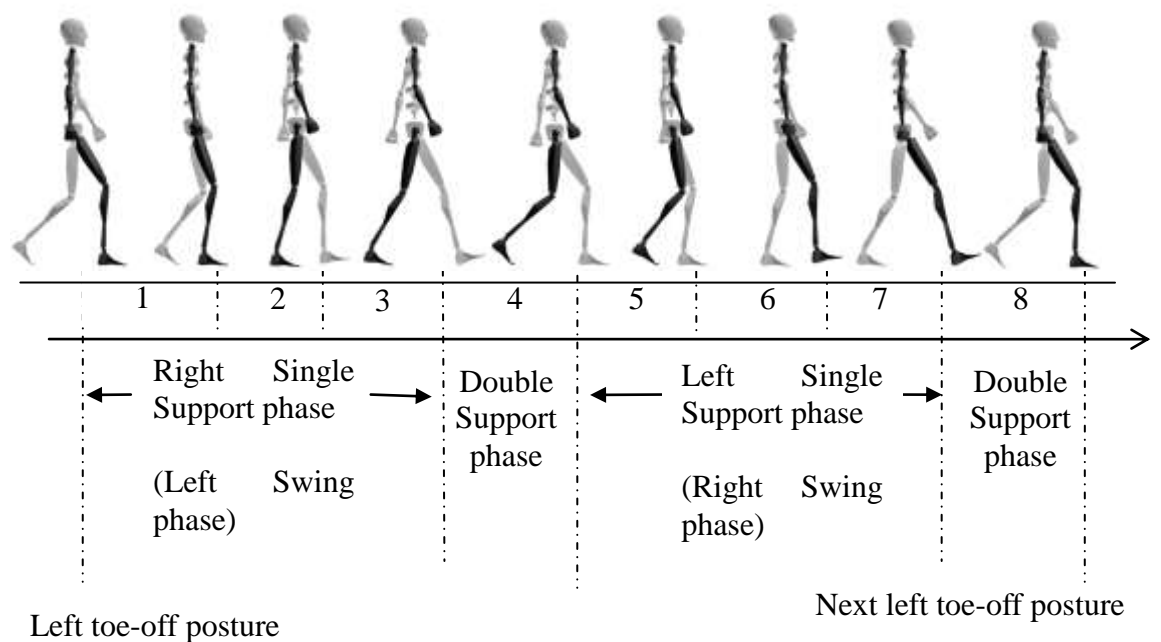 1 2 3 4 5 6 7 8
Right Single
Support phase
(Left Swing
phase)
Double
Support
phase
Left Single
Support phase
(Right Swing
phase)
Double
Support
phase
Left toe-off posture
Next left toe-off posture